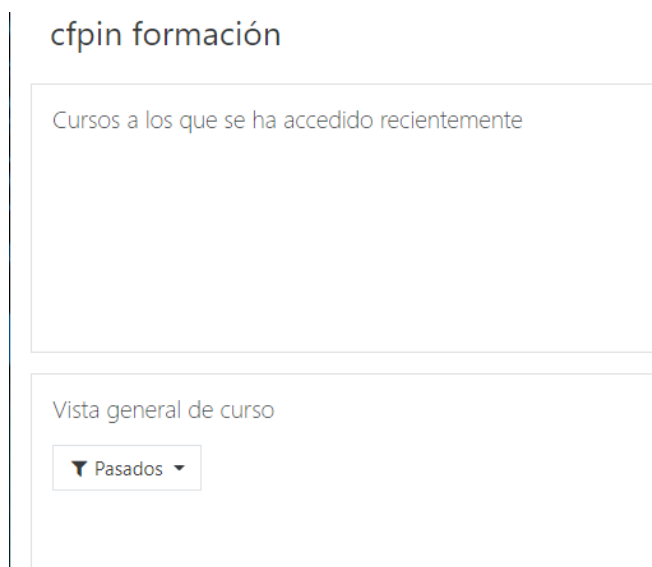 cfpin formación
Cursos a los que se ha accedido recientemente
Vista general de curso
Pasados